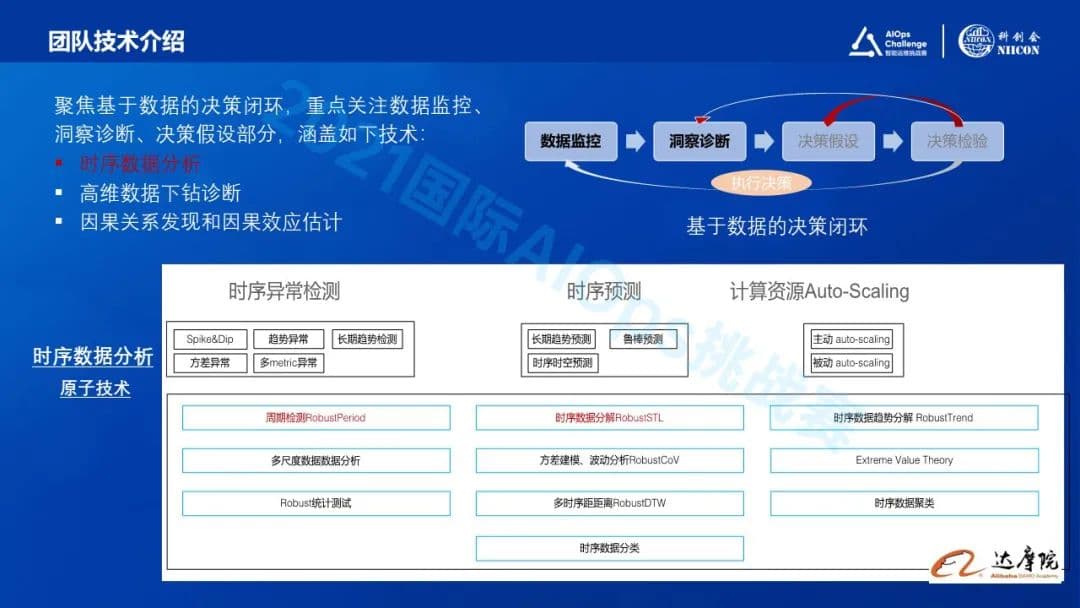 团队技术介绍
AIOps
Challenge
智能运维挑战赛
科创会
NIICON
聚焦基于数据的决策闭环，重点关注数据监控、
洞察诊断、决策假设部分，涵盖如下技术：
时序数据分析
高维数据下钻诊断
因果关系发现和因果效应估计
数据监控
洞察诊断
决策假设
决策检验
执行决策
基于数据的决策闭环
2021国际AIOps挑战赛
时序数据分析
原子技术
时序异常检测
时序预测
计算资源Auto-Scaling
Spike&Dip
趋势异常
长期趋势检测
方差异常
多metric异常
长期趋势预测
鲁棒预测
时序时空预测
主动 auto-scaling
被动 auto-scaling
周期检测RobustPeriod
时序数据分解RobustSTL
时序数据趋势分解 RobustTrend
多尺度数据数据分析
方差建模、波动分析RobustCoV
Extreme Value Theory
Robust统计测试
多时序距距离RobustDTW
时序数据聚类
时序数据分类
达摩院
Alibaba DAMO Academy